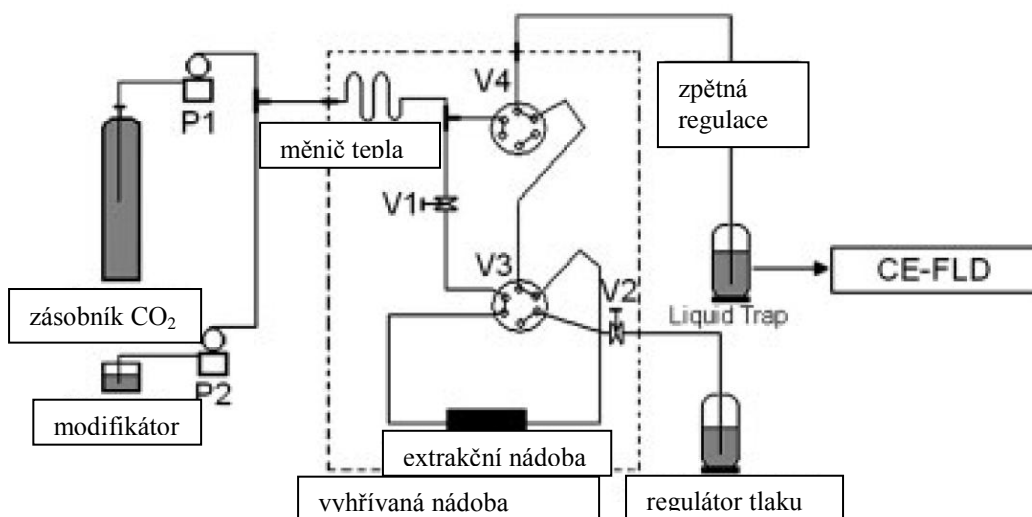 P1
V4
zpětná
regulace
měnič tepla
V1
V3
V2
zásobník CO₂
P2
modifikátor
Liquid Trap
CE-FLD
extrakční nádoba
vyhřívaná nádoba
regulátor tlaku